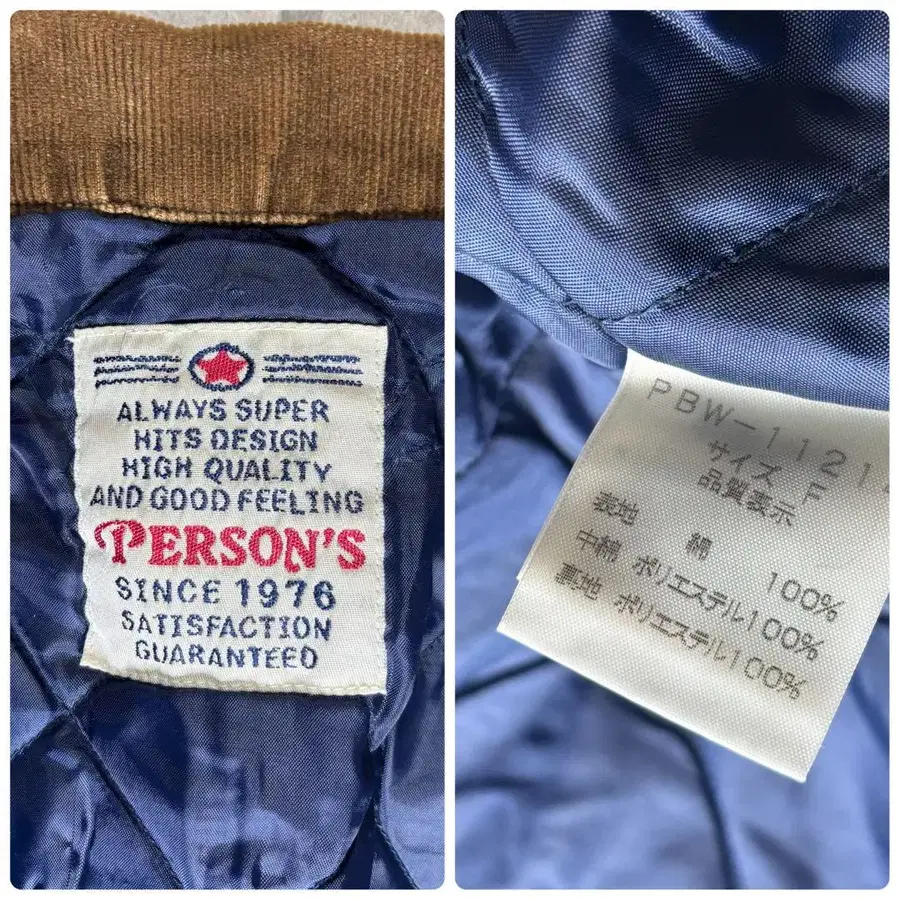 ALWAYS SUPER
HITS DESIGN
HIGH QUALITY
AND GOOD FEELING
PERSON'S
SINCE 1976
SATISFACTION
GUARANTEED
PBW-1121
サイズ F
品質表示
表地 綿 100%
中綿 ポリエステル100%
裏地 ポリエステル100%